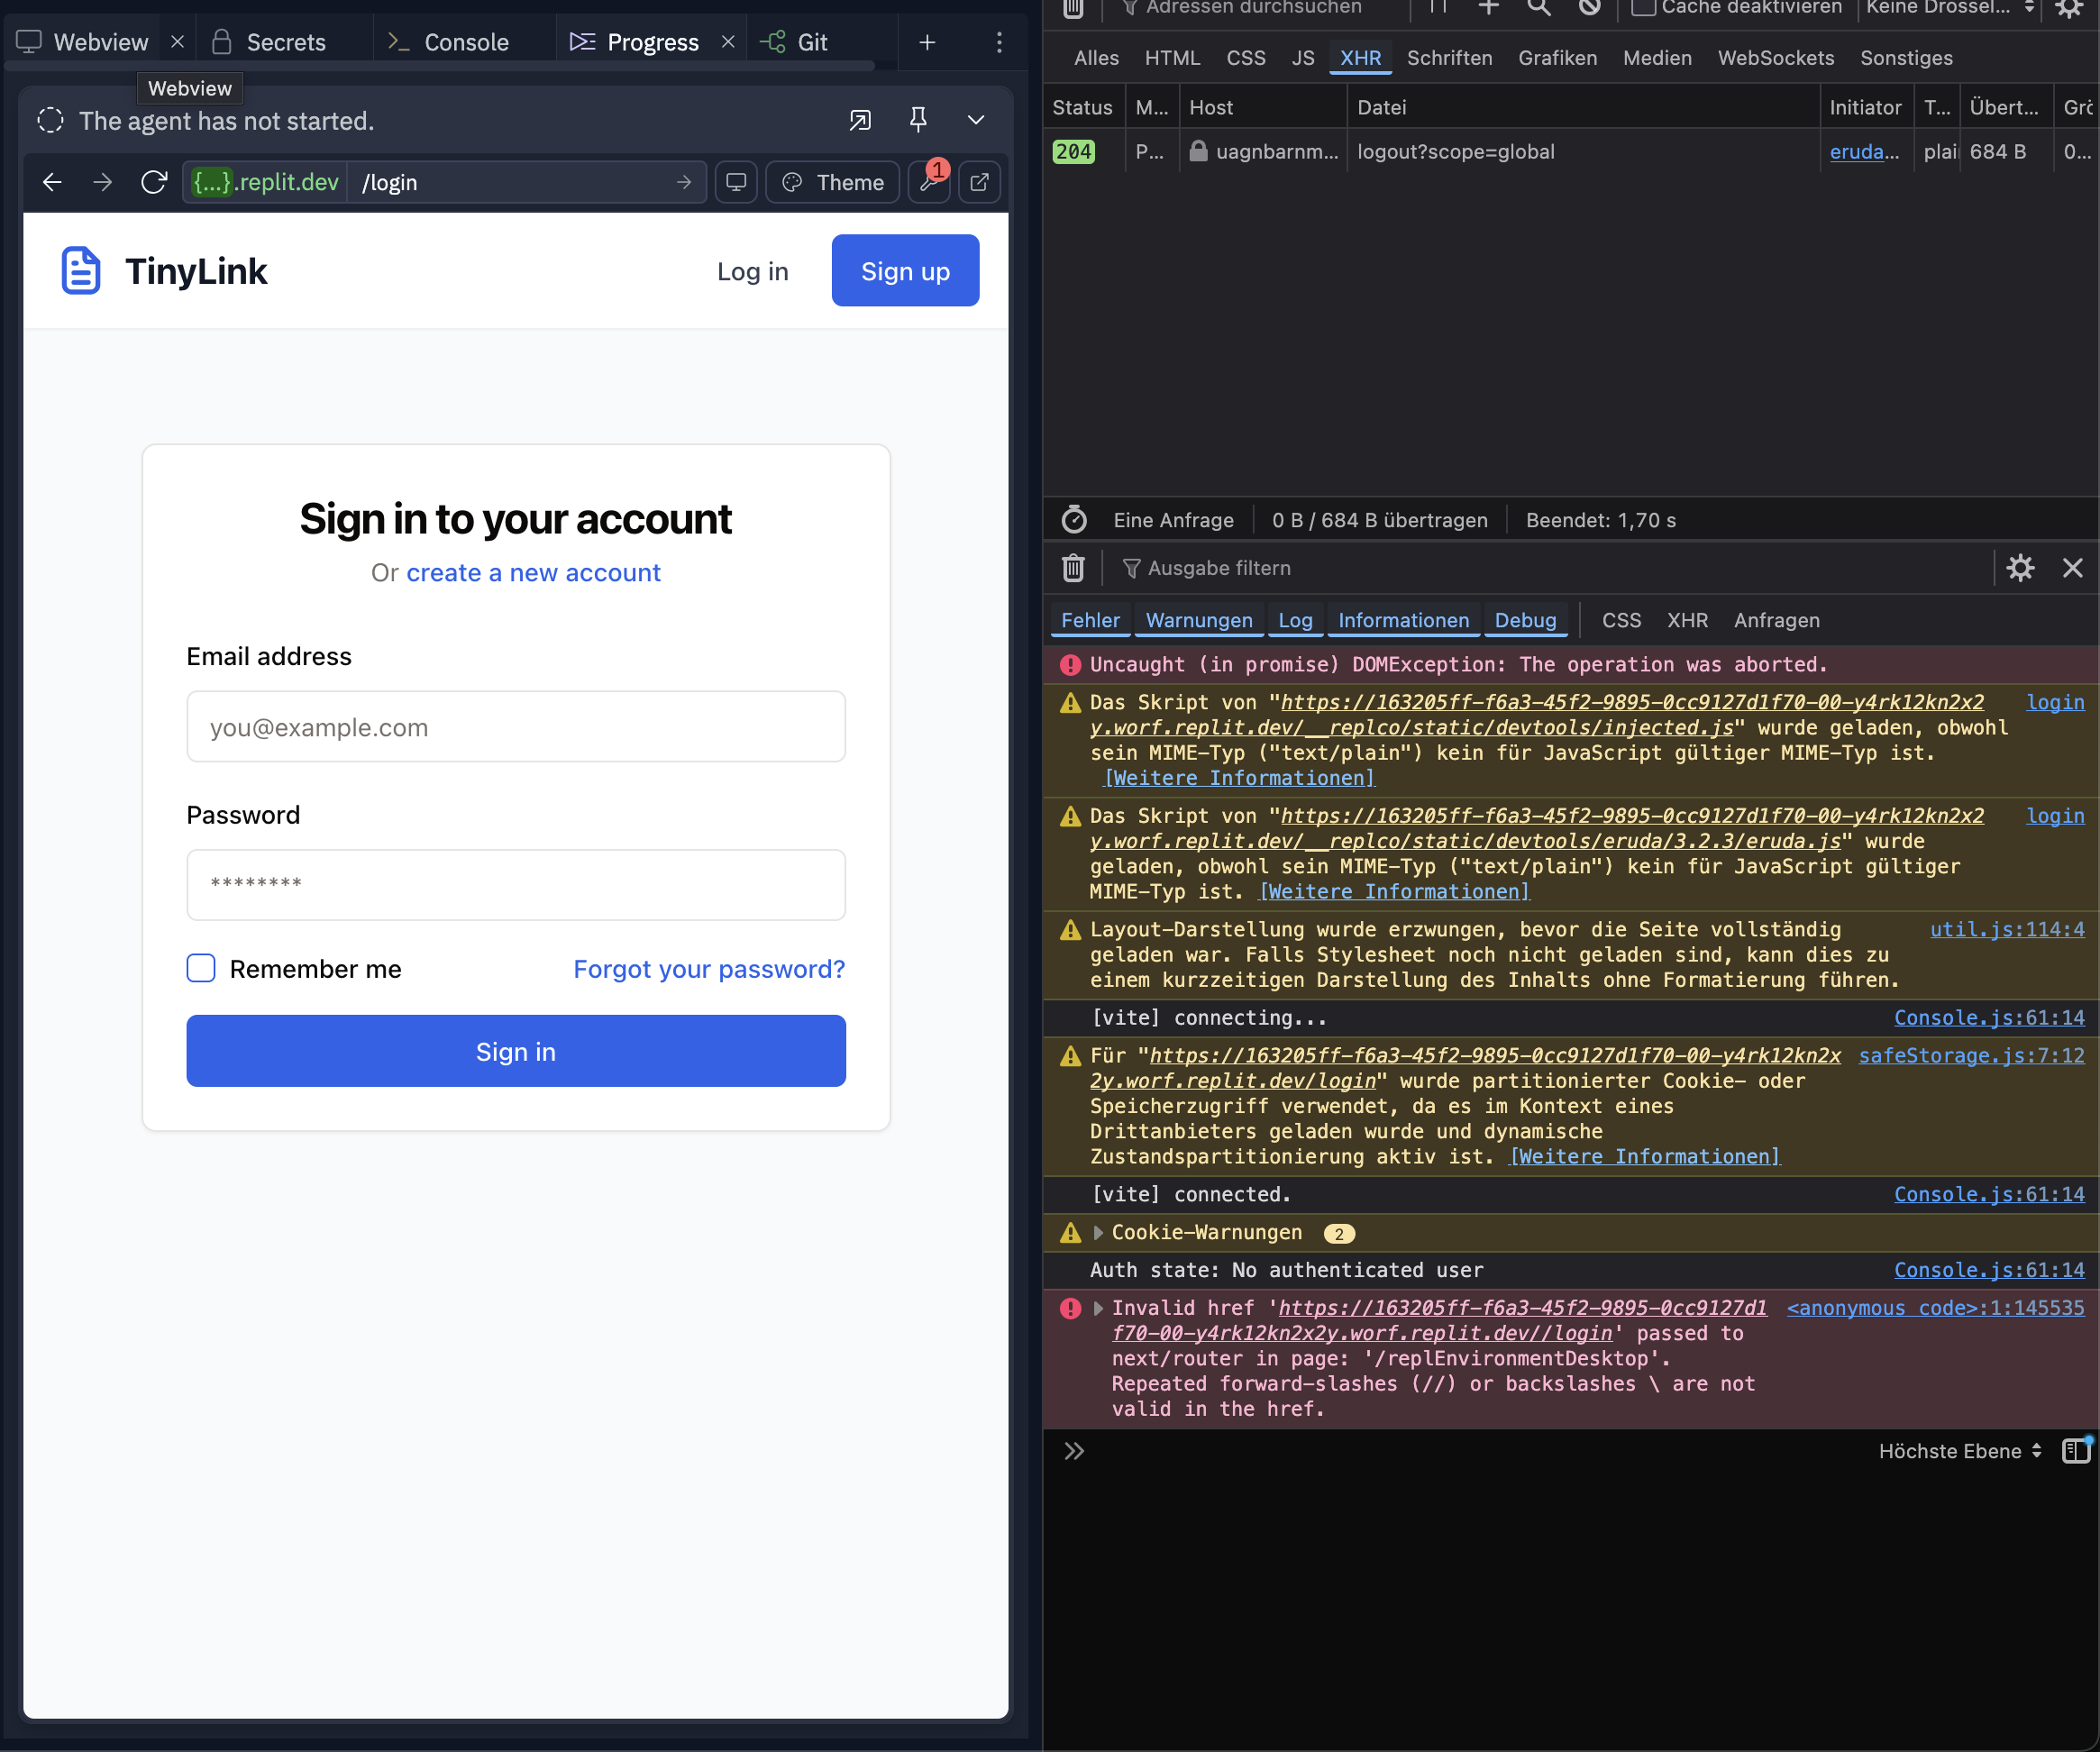 Webview
Secrets
Console
Progress
Git
Webview
The agent has not started.
{...}.replit.dev
/login
Theme
1
TinyLink
Log in
Sign up
Sign in to your account
Or create a new account
Email address
you@example.com
Password
********
Remember me
Forgot your password?
Sign in
Adressen durchsuchen
Cache deaktivieren
Keine Drossel...
Alles HTML CSS JS XHR Schriften Grafiken Medien WebSockets Sonstiges
Status M... Host Datei Initiator T... Übert... Grö
204 P... uagnbarnm... logout?scope=global eruda... plai 684 B 0...
Eine Anfrage 0 B / 684 B übertragen Beendet: 1,70 s
Ausgabe filtern
Fehler Warnungen Log Informationen Debug CSS XHR Anfragen
Uncaught (in promise) DOMException: The operation was aborted.
Das Skript von "https://163205ff-f6a3-45f2-9895-0cc9127d1f70-00-y4rk12kn2x2 login
y.worf.replit.dev/__replco/static/devtools/injected.js" wurde geladen, obwohl
sein MIME-Typ ("text/plain") kein für JavaScript gültiger MIME-Typ ist.
[Weitere Informationen]
Das Skript von "https://163205ff-f6a3-45f2-9895-0cc9127d1f70-00-y4rk12kn2x2 login
y.worf.replit.dev/__replco/static/devtools/eruda/3.2.3/eruda.js" wurde
geladen, obwohl sein MIME-Typ ("text/plain") kein für JavaScript gültiger
MIME-Typ ist. [Weitere Informationen]
Layout-Darstellung wurde erzwungen, bevor die Seite vollständig util.js:114:4
geladen war. Falls Stylesheet noch nicht geladen sind, kann dies zu
einem kurzzeitigen Darstellung des Inhalts ohne Formatierung führen.
[vite] connecting... Console.js:61:14
Für "https://163205ff-f6a3-45f2-9895-0cc9127d1f70-00-y4rk12kn2x safeStorage.js:7:12
2y.worf.replit.dev/login" wurde partitionierter Cookie- oder
Speicherzugriff verwendet, da es im Kontext eines
Drittanbieters geladen wurde und dynamische
Zustandspartitionierung aktiv ist. [Weitere Informationen]
[vite] connected. Console.js:61:14
Cookie-Warnungen 2
Auth state: No authenticated user Console.js:61:14
Invalid href 'https://163205ff-f6a3-45f2-9895-0cc9127d1 <anonymous code>:1:145535
f70-00-y4rk12kn2x2y.worf.replit.dev//login' passed to
next/router in page: '/replEnvironmentDesktop'.
Repeated forward-slashes (//) or backslashes \ are not
valid in the href.
Höchste Ebene